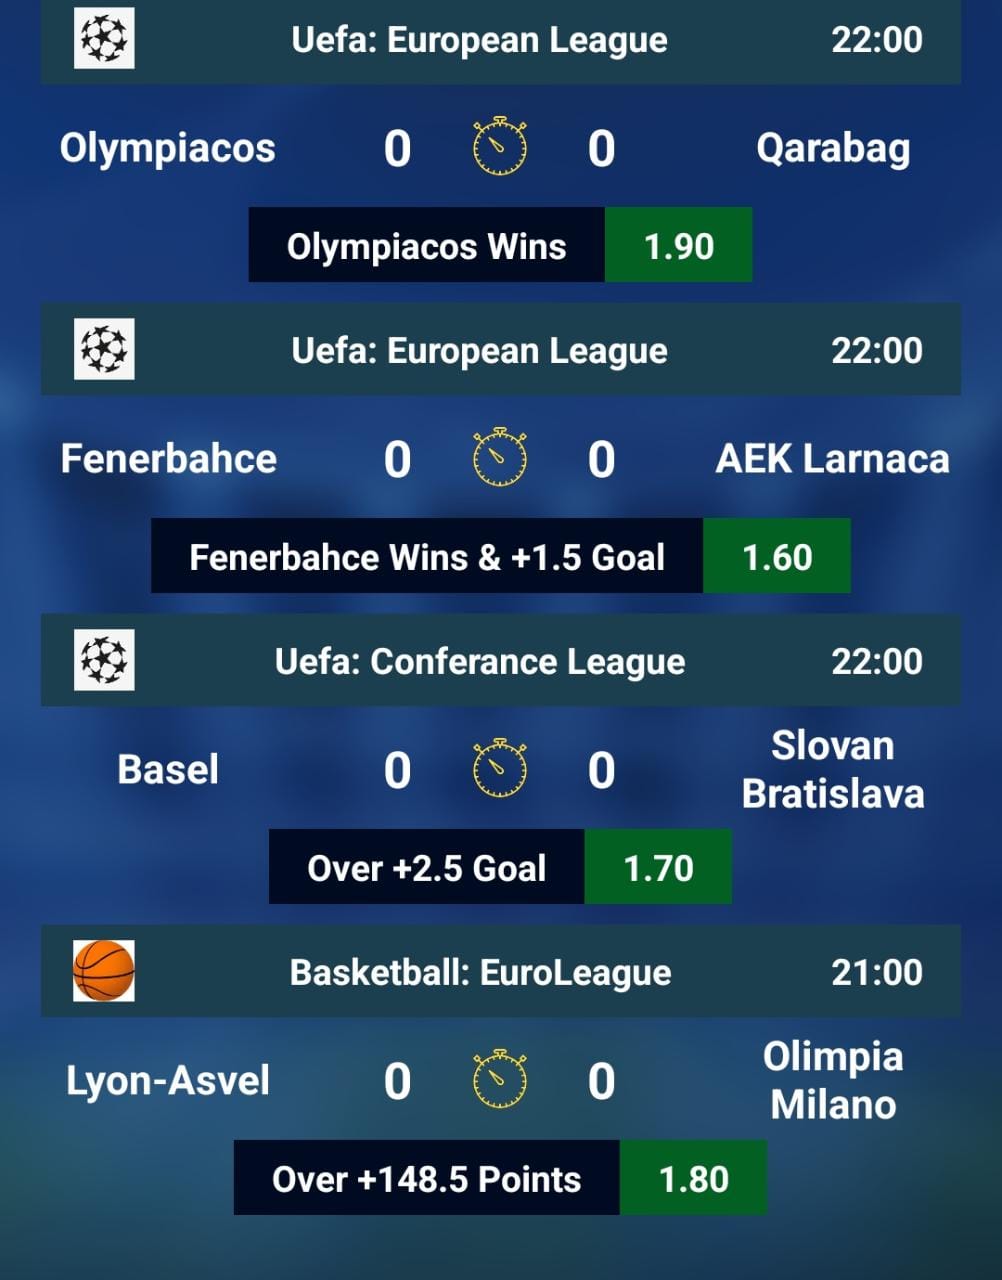 Uefa: European League 22:00
Olympiacos 0 0 Qarabag
Olympiacos Wins 1.90
Uefa: European League 22:00
Fenerbahce 0 0 AEK Larnaca
Fenerbahce Wins & +1.5 Goal 1.60
Uefa: Conferance League 22:00
Basel 0 0 Slovan
Bratislava
Over +2.5 Goal 1.70
Basketball: EuroLeague 21:00
Lyon-Asvel 0 0 Olimpia
Milano
Over +148.5 Points 1.80